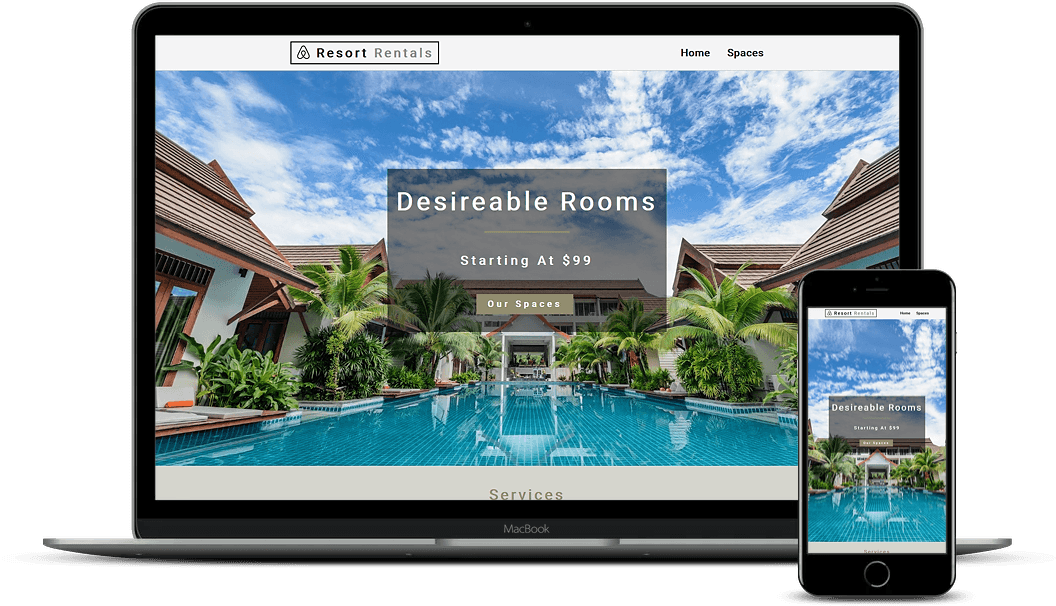 Resort Rentals
Home Spaces
Desireable Rooms
Starting At $99
Our Spaces
Services
MacBook
Resort Rentals
Home Spaces
Desireable Rooms
Starting At $99
Our Spaces
Services